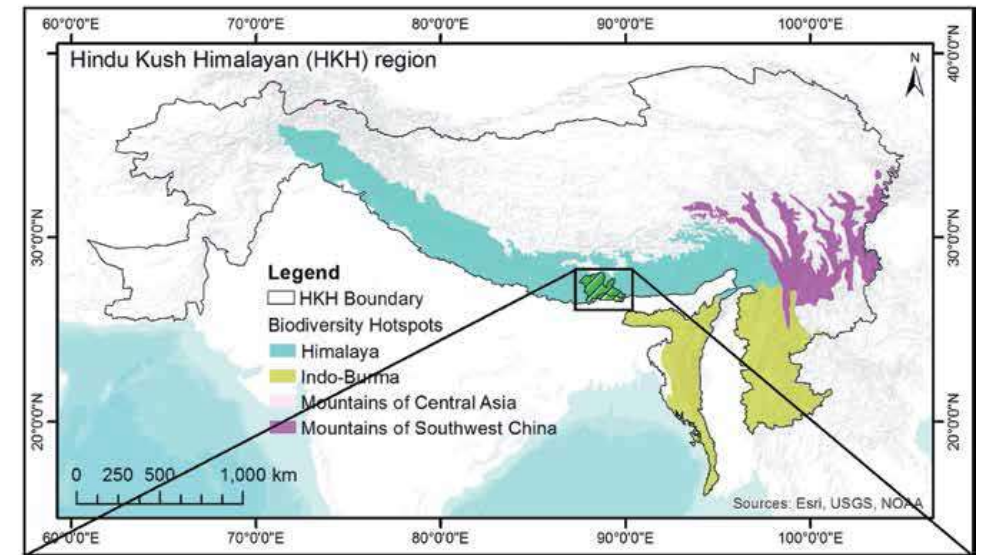 60°0'0"E 70°0'0"E 80°0'0"E 90°0'0"E 100°0'0"E
Hindu Kush Himalayan (HKH) region
N
40°0'0"N
30°0'0"N
30°0'0"N
Legend
HKH Boundary
Biodiversity Hotspots
Himalaya
Indo-Burma
Mountains of Central Asia
Mountains of Southwest China
20°0'0"N
20°0'0"N
0 250 500 1,000 km
Sources: Esri, USGS, NOAA
60°0'0"E 70°0'0"E 80°0'0"E 90°0'0"E 100°0'0"E